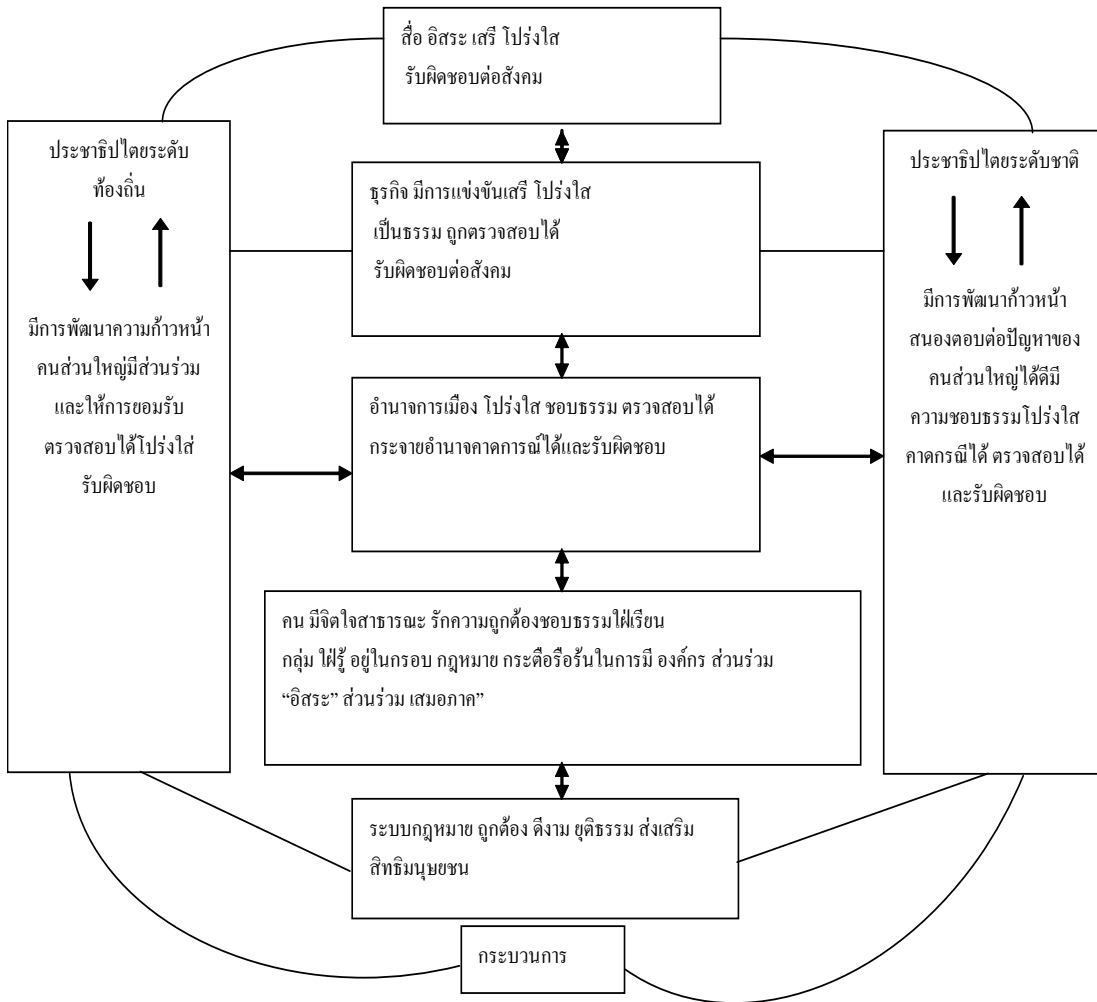 สื่อ อิสระ เสรี โปร่งใส
รับผิดชอบต่อสังคม
ประชาธิปไตยระดับ
ท้องถิ่น
มีการพัฒนาความก้าวหน้า
คนส่วนใหญ่มีส่วนร่วม
และให้การยอมรับ
ตรวจสอบได้โปร่งใส่
รับผิดชอบ
ธุรกิจ มีการแข่งขันเสรี โปร่งใส
เป็นธรรม ถูกตรวจสอบได้
รับผิดชอบต่อสังคม
อำนาจการเมือง โปร่งใส ชอบธรรม ตรวจสอบได้
กระจายอำนาจคาดการณ์ได้และรับผิดชอบ
คน มีจิตใจสาธารณะ รักความถูกต้องชอบธรรมใฝ่เรียน
กลุ่ม ใฝ่รู้ อยู่ในกรอบ กฎหมาย กระตือรือร้นในการมี องค์กร ส่วนร่วม
“อิสระ” ส่วนร่วม เสมอภาค”
ระบบกฎหมาย ถูกต้อง ดีงาม ยุติธรรม ส่งเสริม
สิทธิมนุษยชน
กระบวนการ
ประชาธิปไตยระดับชาติ
มีการพัฒนาก้าวหน้า
สนองตอบต่อปัญหาของ
คนส่วนใหญ่ได้ดีมี
ความชอบธรรมโปร่งใส
คาดกรณีได้ ตรวจสอบได้
และรับผิดชอบ